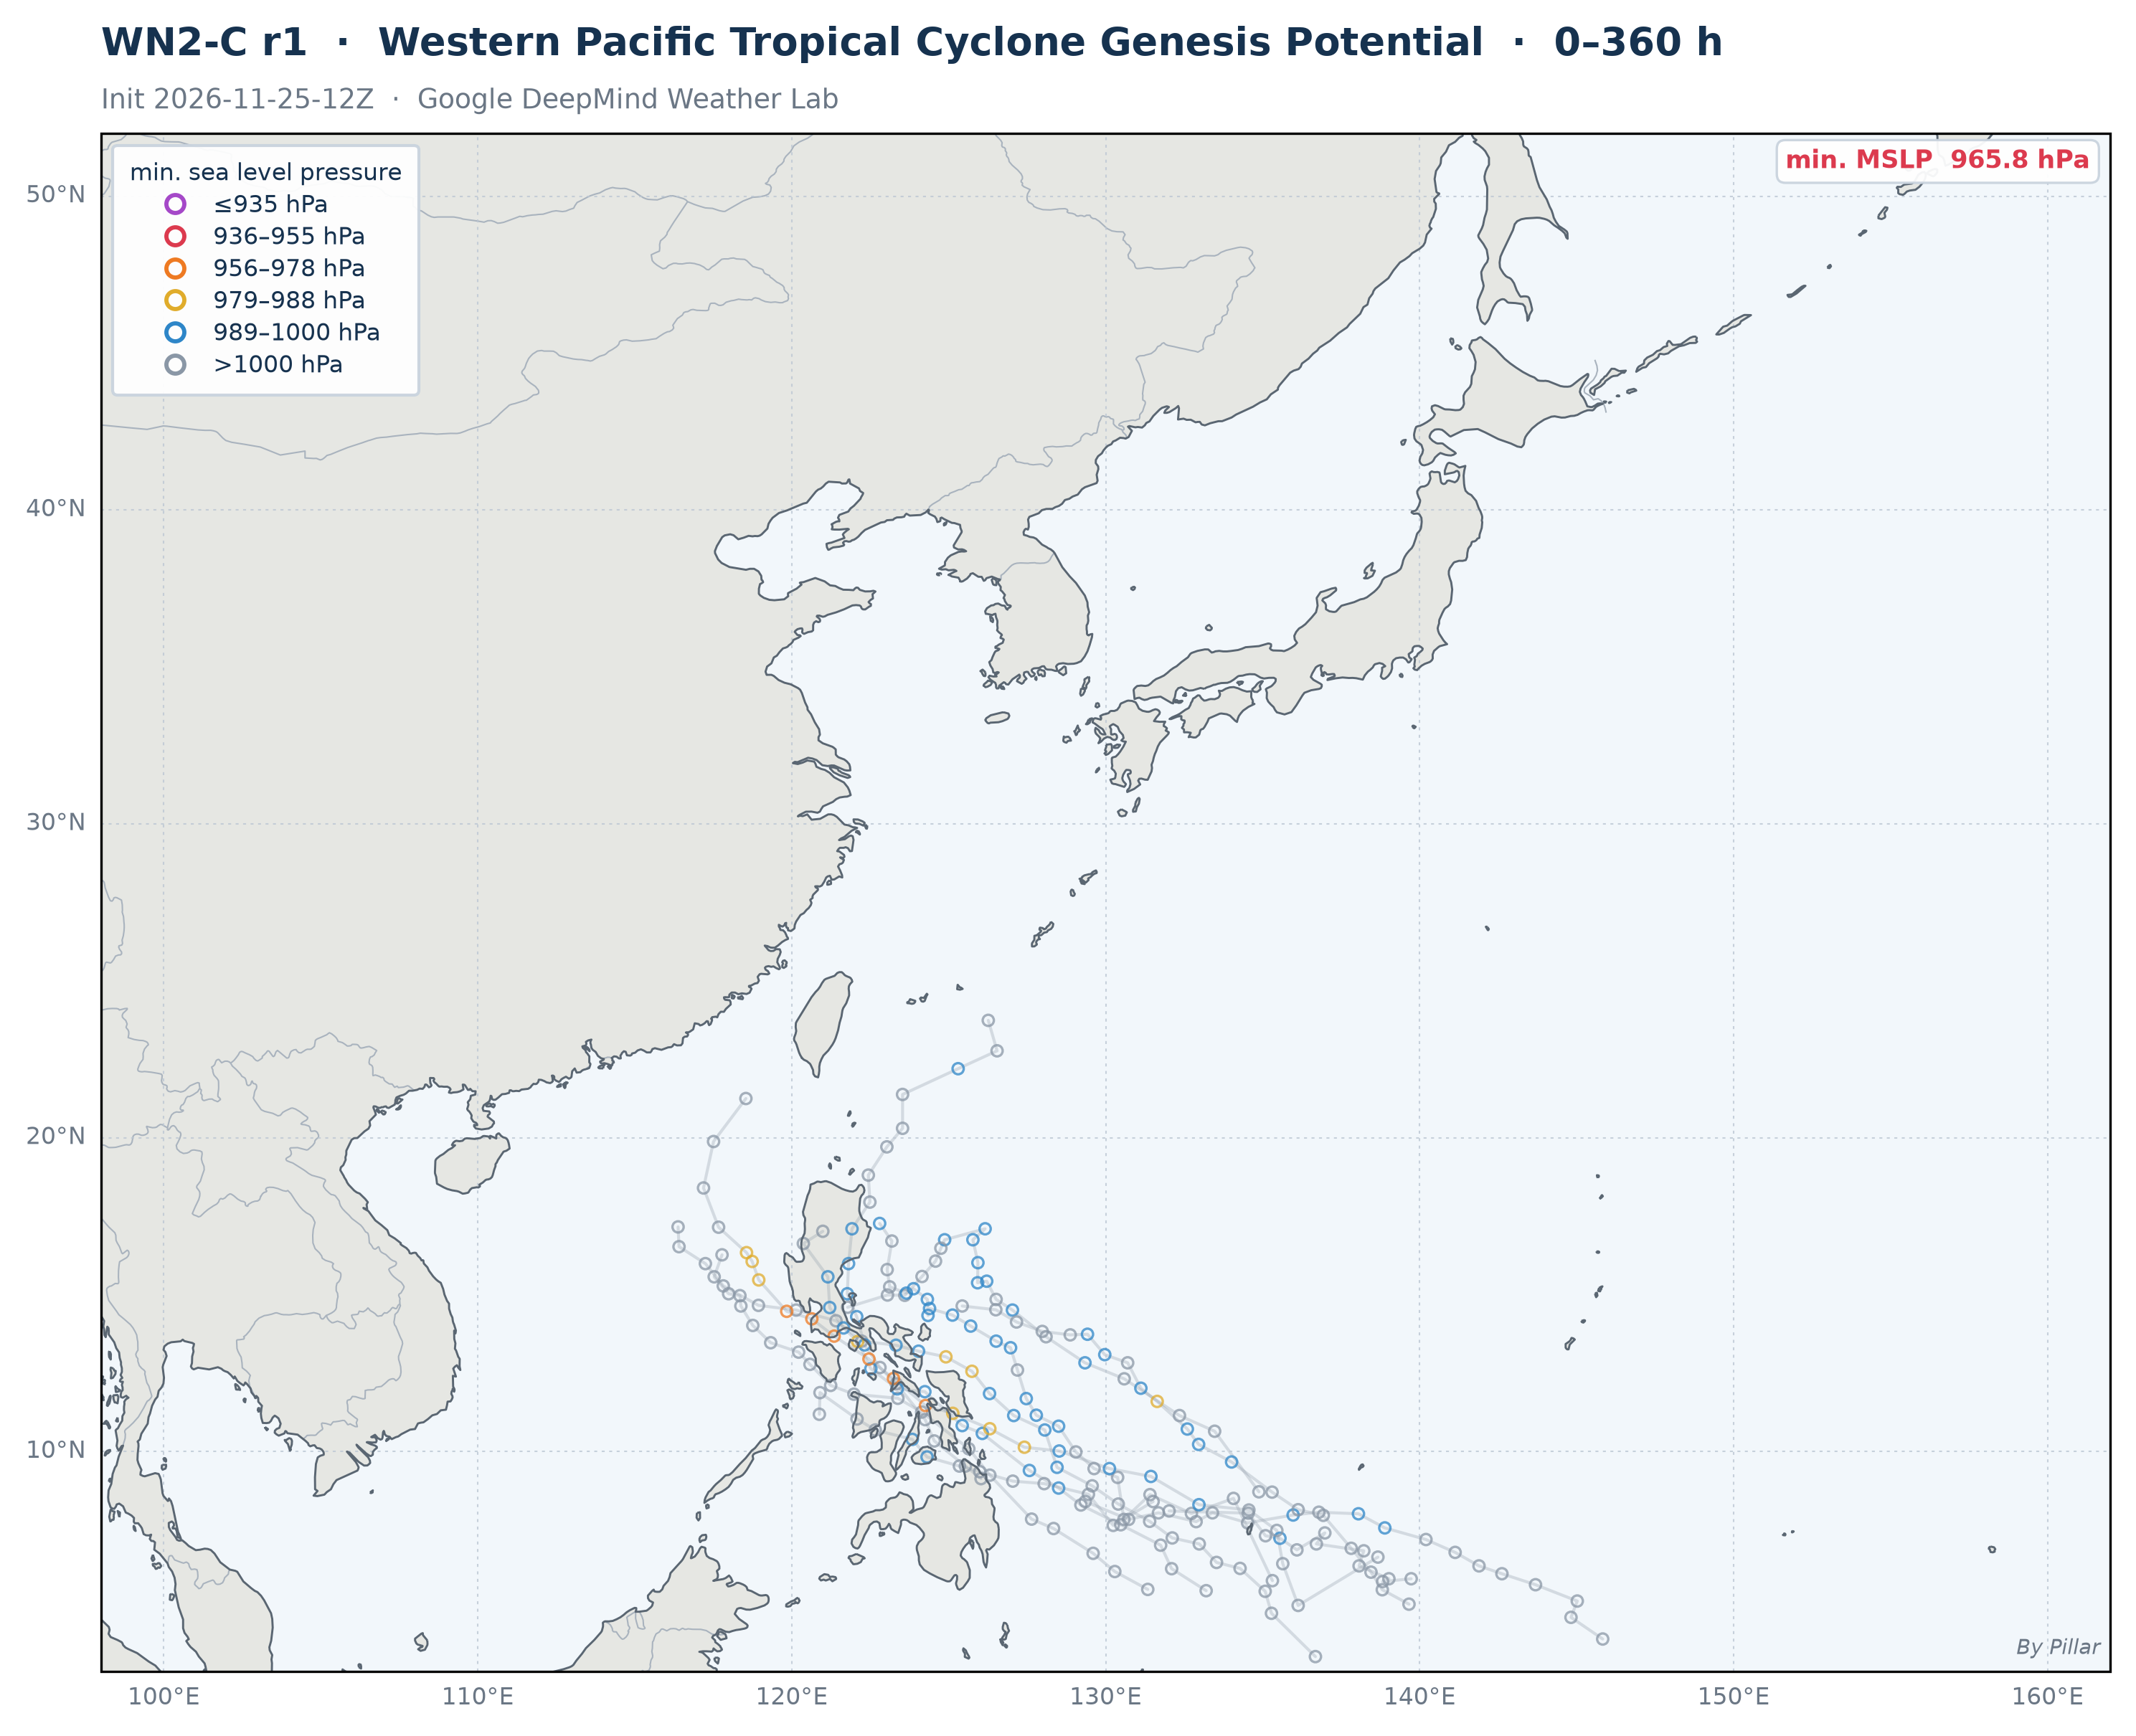 WN2-C r1 · Western Pacific Tropical Cyclone Genesis Potential · 0–360 h
Init 2026-11-25-12Z · Google DeepMind Weather Lab
min. sea level pressure
≤935 hPa
936–955 hPa
956–978 hPa
979–988 hPa
989–1000 hPa
>1000 hPa
min. MSLP 965.8 hPa
50°N
40°N
30°N
20°N
10°N
By Pillar
100°E 110°E 120°E 130°E 140°E 150°E 160°E